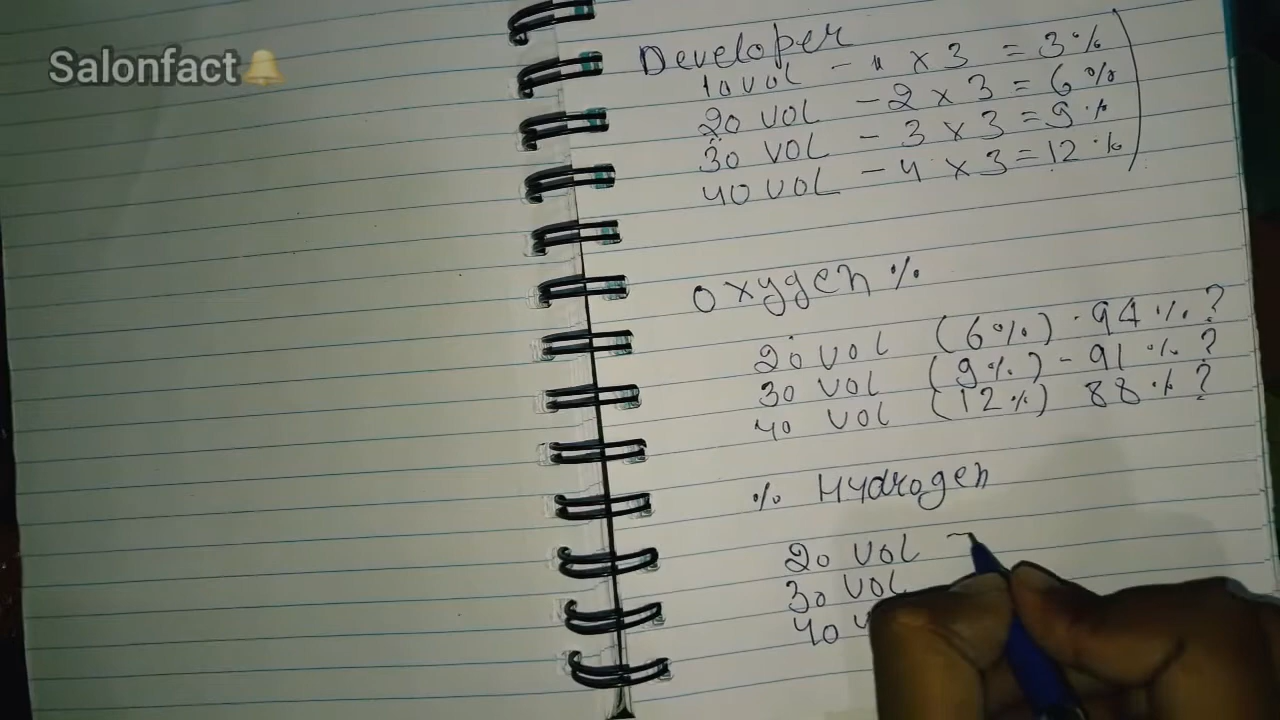 Salonfact
Developer
10 VOL - 1 x 3 = 3%
20 VOL - 2 x 3 = 6%
30 VOL - 3 x 3 = 9%
40 VOL - 4 x 3 = 12%
Oxygen %
20 VOL (6%) - 94%?
30 VOL (9%) - 91%?
40 VOL (12%) 88%?
% Hydrogen
20 VOL -
30 VOL
40